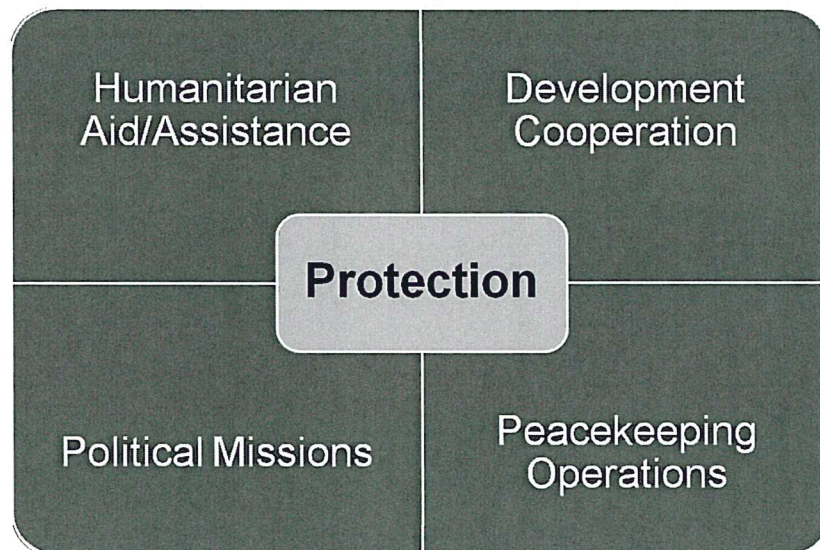 Humanitarian
Aid/Assistance
Development
Cooperation
Protection
Political Missions
Peacekeeping
Operations